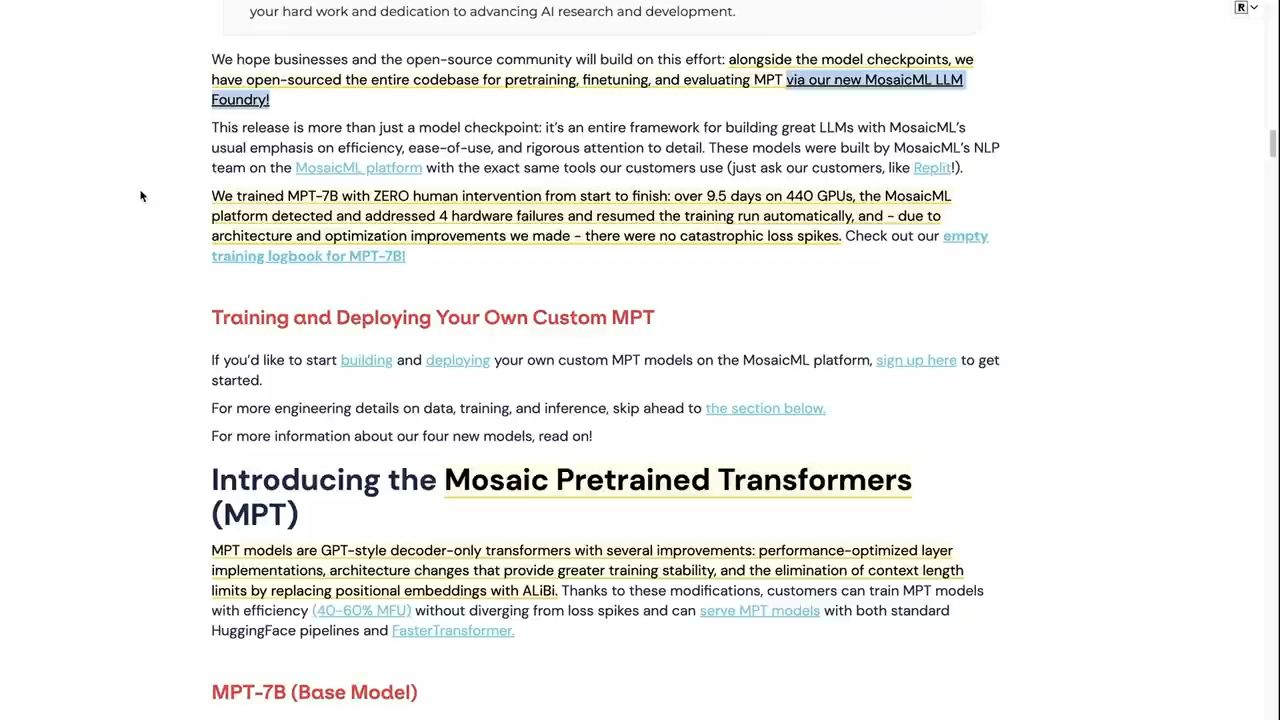 your hard work and dedication to advancing AI research and development.
R
We hope businesses and the open-source community will build on this effort: alongside the model checkpoints, we
have open-sourced the entire codebase for pretraining, finetuning, and evaluating MPT via our new MosaicML LLM
Foundry!
This release is more than just a model checkpoint: it’s an entire framework for building great LLMs with MosaicML’s
usual emphasis on efficiency, ease-of-use, and rigorous attention to detail. These models were built by MosaicML’s NLP
team on the MosaicML platform with the exact same tools our customers use (just ask our customers, like Replit!).
We trained MPT-7B with ZERO human intervention from start to finish: over 9.5 days on 440 GPUs, the MosaicML
platform detected and addressed 4 hardware failures and resumed the training run automatically, and - due to
architecture and optimization improvements we made - there were no catastrophic loss spikes. Check out our empty
training logbook for MPT-7B!
Training and Deploying Your Own Custom MPT
If you’d like to start building and deploying your own custom MPT models on the MosaicML platform, sign up here to get
started.
For more engineering details on data, training, and inference, skip ahead to the section below.
For more information about our four new models, read on!
Introducing the Mosaic Pretrained Transformers
(MPT)
MPT models are GPT-style decoder-only transformers with several improvements: performance-optimized layer
implementations, architecture changes that provide greater training stability, and the elimination of context length
limits by replacing positional embeddings with ALiBi. Thanks to these modifications, customers can train MPT models
with efficiency (40-60% MFU) without diverging from loss spikes and can serve MPT models with both standard
HuggingFace pipelines and FasterTransformer.
MPT-7B (Base Model)